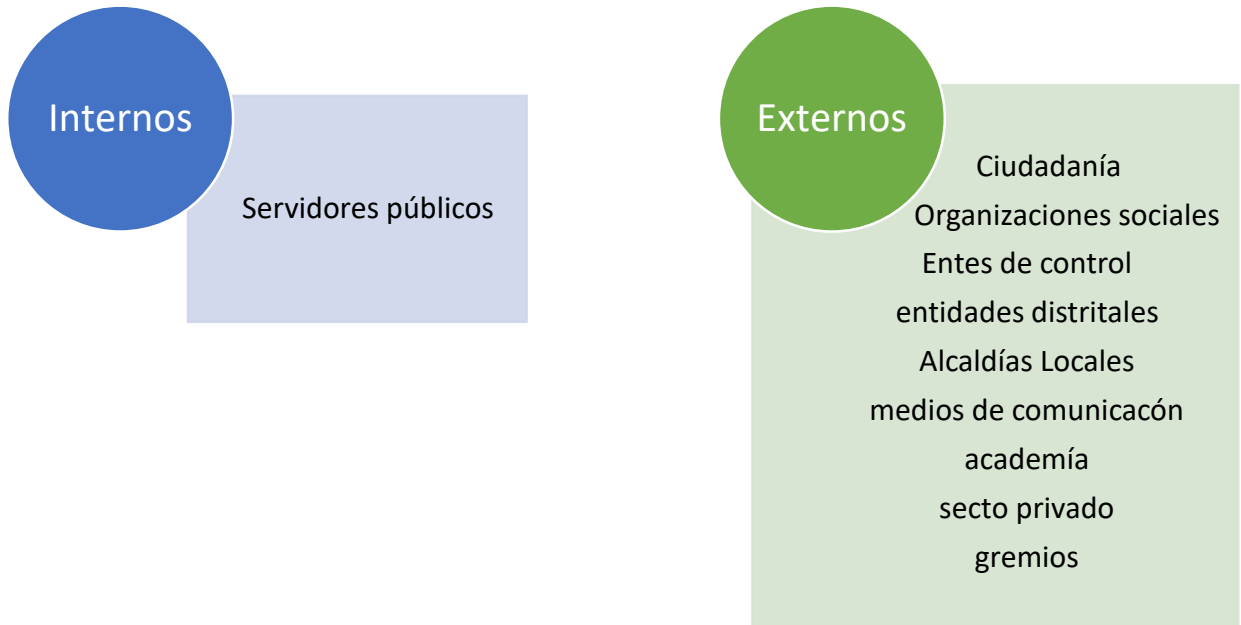 Internos
Servidores públicos
Externos
Ciudadanía
Organizaciones sociales
Entes de control
entidades distritales
Alcaldías Locales
medios de comunicacón
academía
secto privado
gremios